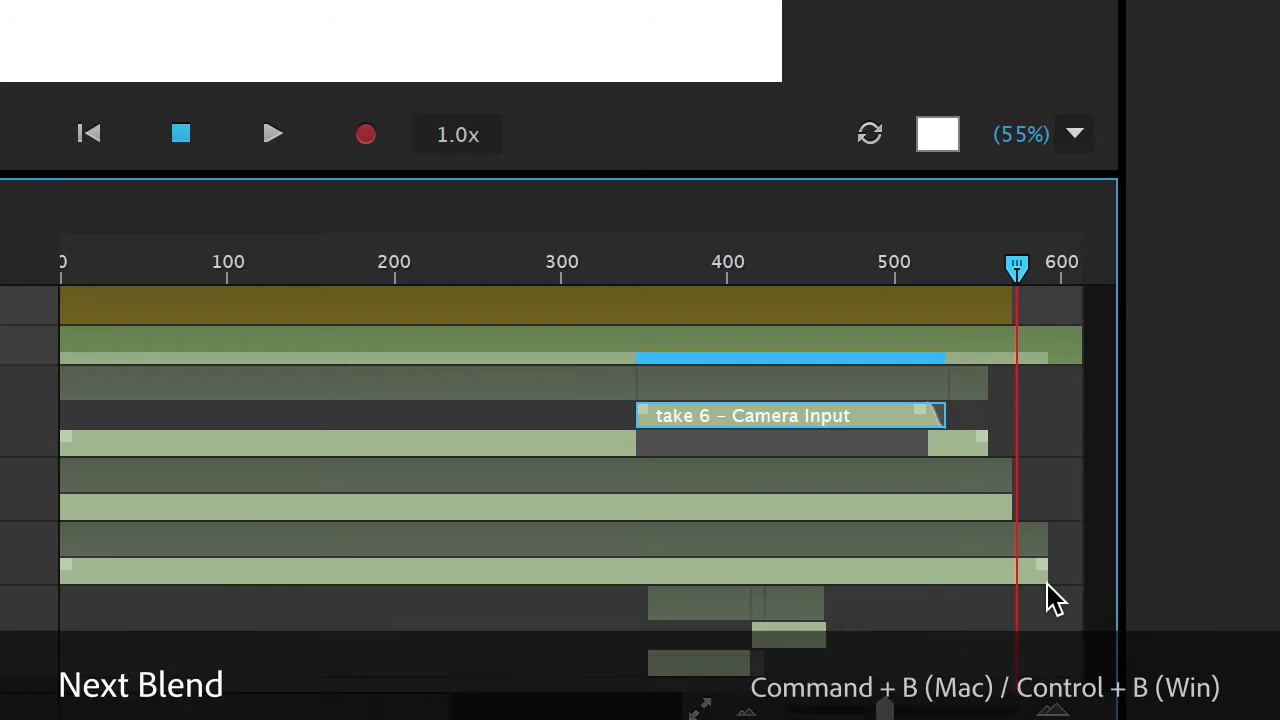 1.0x
(55%)
0 100 200 300 400 500 600
take 6 – Camera Input
Next Blend
Command + B (Mac) / Control + B (Win)